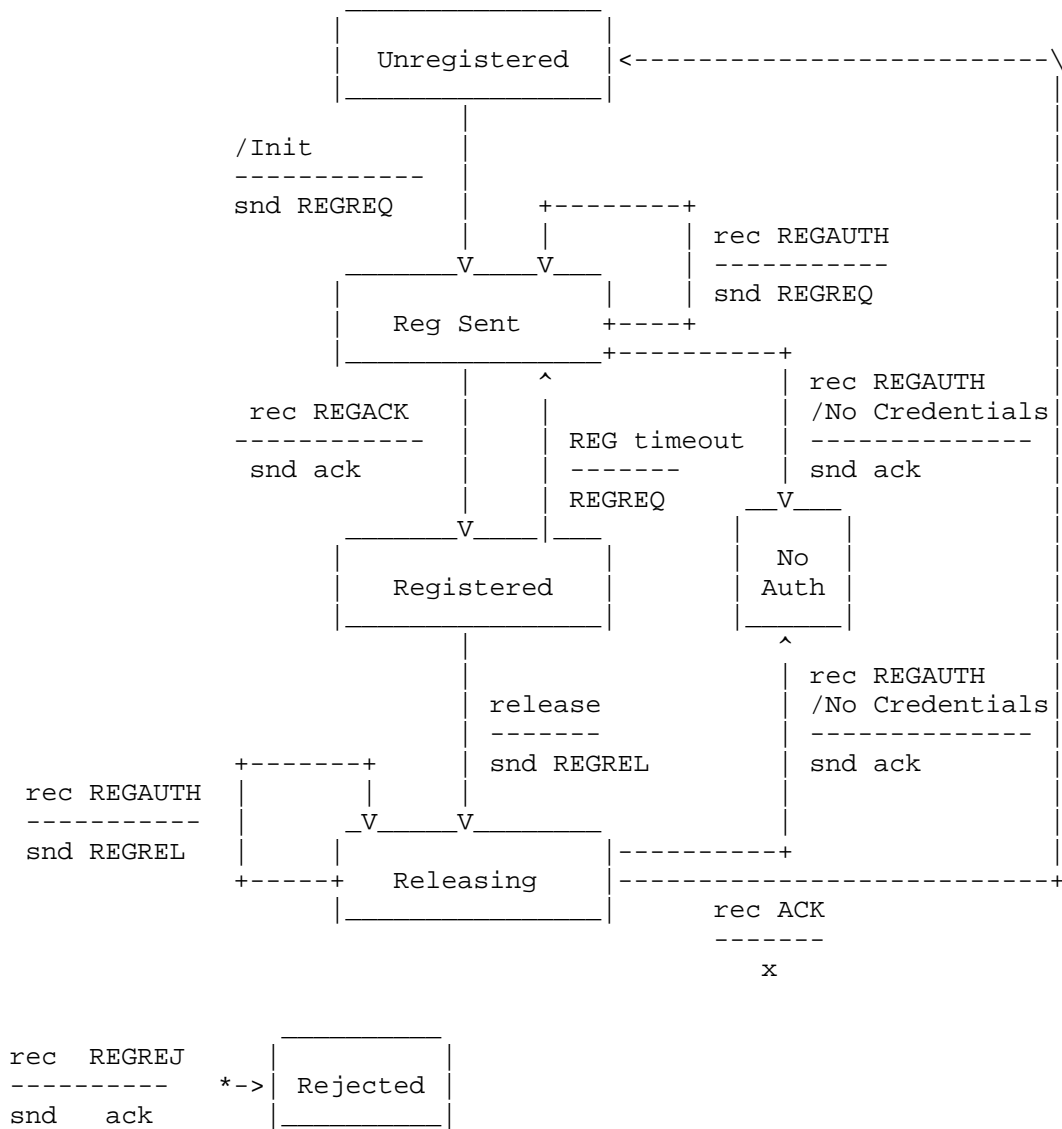 Unregistered
/Init
snd REGREQ
rec REGAUTH
snd REGREQ
Reg Sent
rec REGAUTH
rec REGACK
/No Credentials
REG timeout
snd ack
snd ack
REGREQ
No
Registered
Auth
rec REGAUTH
release
/No Credentials
snd REGREL
snd ack
rec REGAUTH
snd REGREL
Releasing
rec ACK
x
rec REGREJ
*-> Rejected
snd ack